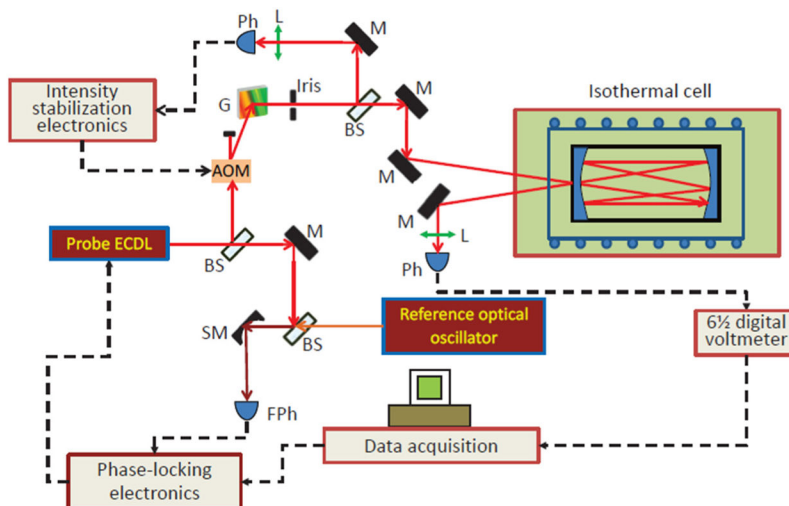 Ph
L
M
Intensity
stabilization
electronics
G
Iris
BS
M
Isothermal cell
AOM
M
Probe ECDL
BS
M
M
L
Ph
SM
BS
Reference optical
oscillator
6½ digital
voltmeter
FPh
Data acquisition
Phase-locking
electronics